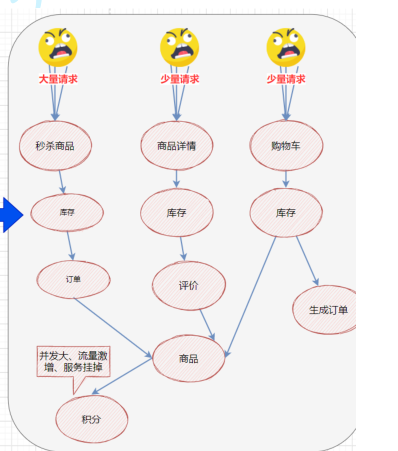 大量请求
少量请求
少量请求
秒杀商品
商品详情
购物车
库存
库存
库存
订单
评价
生成订单
并发大、流量激
增、服务挂掉
商品
积分